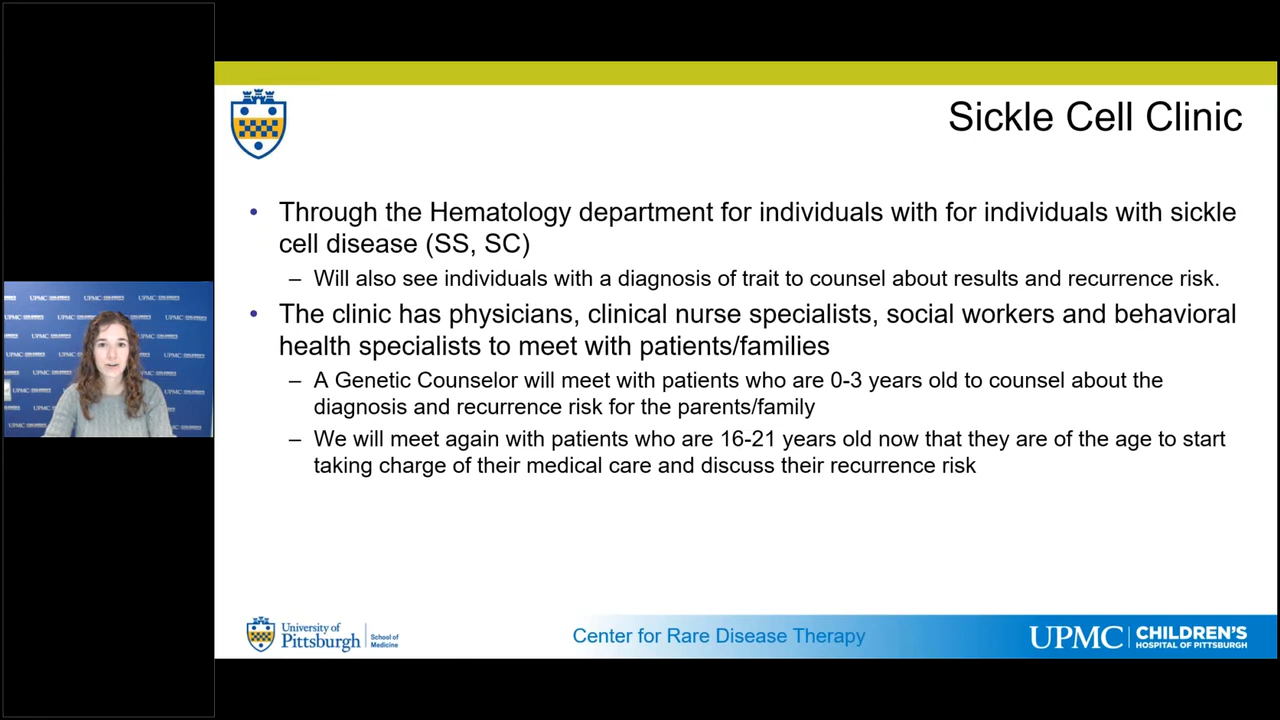 Sickle Cell Clinic
• Through the Hematology department for individuals with for individuals with sickle
cell disease (SS, SC)
– Will also see individuals with a diagnosis of trait to counsel about results and recurrence risk.
• The clinic has physicians, clinical nurse specialists, social workers and behavioral
health specialists to meet with patients/families
– A Genetic Counselor will meet with patients who are 0-3 years old to counsel about the
diagnosis and recurrence risk for the parents/family
– We will meet again with patients who are 16-21 years old now that they are of the age to start
taking charge of their medical care and discuss their recurrence risk
University of
Pittsburgh
School of
Medicine
Center for Rare Disease Therapy
UPMC
CHILDREN'S
HOSPITAL OF PITTSBURGH